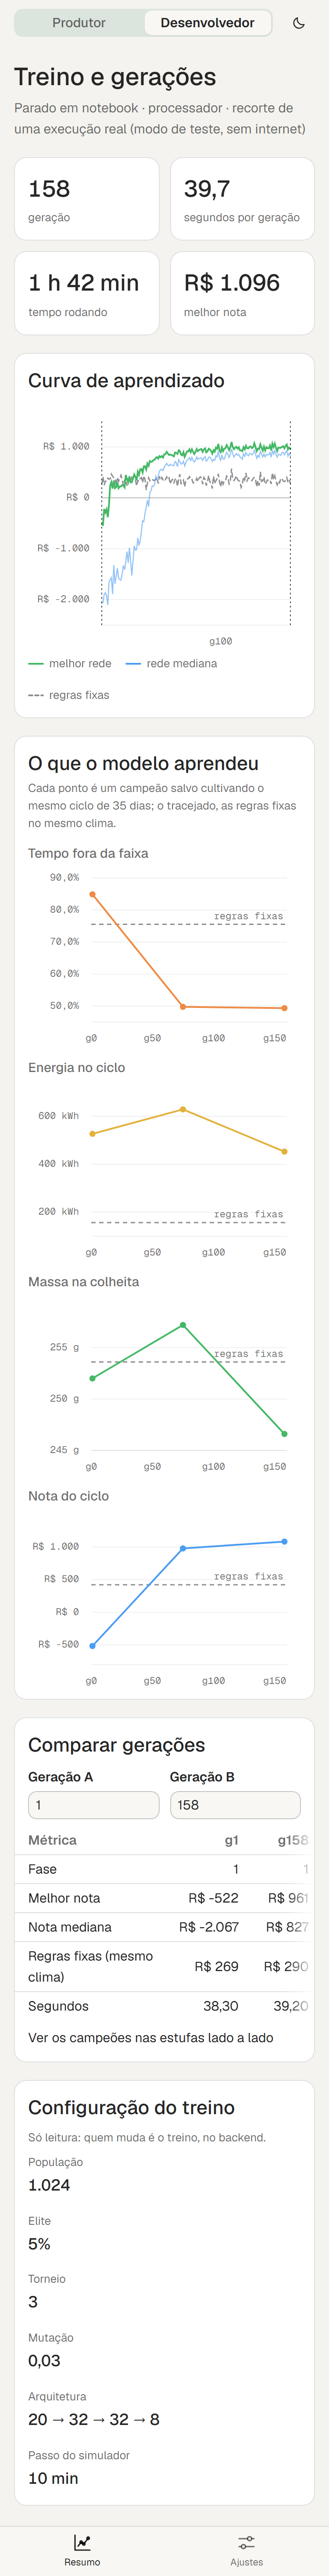 Produtor
Desenvolvedor
Treino e gerações
Parado em notebook · processador · recorte de
uma execução real (modo de teste, sem internet)
158
geração
39,7
segundos por geração
1 h 42 min
tempo rodando
R$ 1.096
melhor nota
Curva de aprendizado
R$ 1.000
R$ 0
R$ -1.000
R$ -2.000
g100
melhor rede
rede mediana
regras fixas
O que o modelo aprendeu
Cada ponto é um campeão salvo cultivando o
mesmo ciclo de 35 dias; o tracejado, as regras fixas
no mesmo clima.
Tempo fora da faixa
90,0%
80,0%
regras fixas
70,0%
60,0%
50,0%
g0 g50 g100 g150
Energia no ciclo
600 kWh
400 kWh
200 kWh
regras fixas
g0 g50 g100 g150
Massa na colheita
255 g
regras fixas
250 g
245 g
g0 g50 g100 g150
Nota do ciclo
R$ 1.000
R$ 500
regras fixas
R$ 0
R$ -500
g0 g50 g100 g150
Comparar gerações
Geração A Geração B
1 158
Métrica g1 g158
Fase 1 1
Melhor nota R$ -522 R$ 961
Nota mediana R$ -2.067 R$ 827
Regras fixas (mesmo
clima) R$ 269 R$ 290
Segundos 38,30 39,20
Ver os campeões nas estufas lado a lado
Configuração do treino
Só leitura: quem muda é o treino, no backend.
População
1.024
Elite
5%
Torneio
3
Mutação
0,03
Arquitetura
20 → 32 → 32 → 8
Passo do simulador
10 min
Resumo
Ajustes